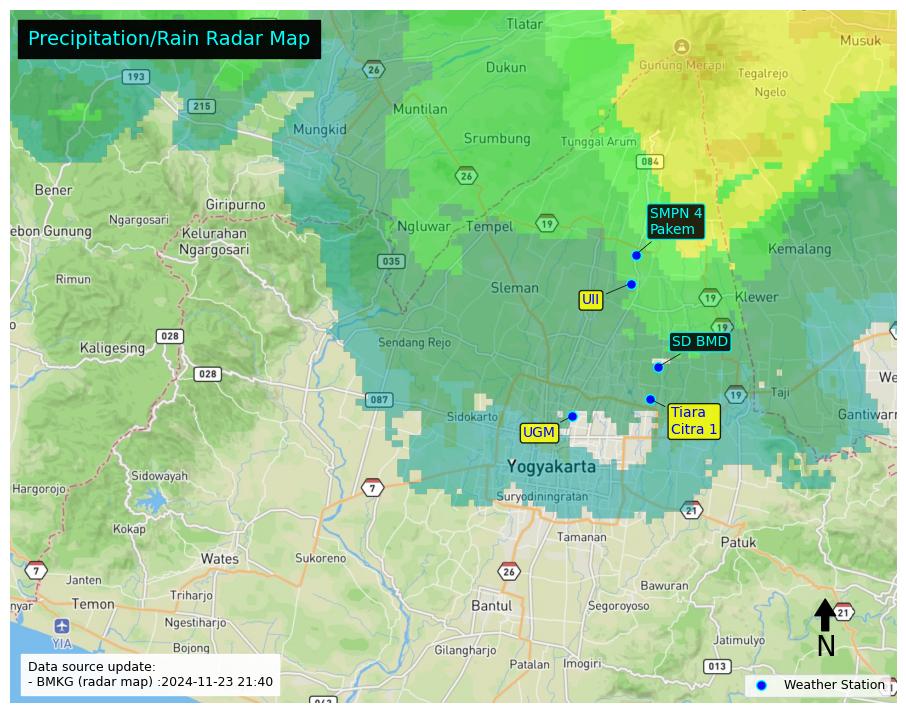 Precipitation/Rain Radar Map
Tlatar
Musuk
26
Dukun
Gunung Merapi
193
Tegalrejo
Ngelo
215
Muntilan
Mungkid
Srumbung
Tunggal Arum
084
26
Bener
Giripurno
Ngargosari
SMPN 4
Pakem
ebon Gunung
Kelurahan
Ngargosari
Ngluwar
Tempel
19
Kemalang
035
Rimun
Sleman
UII
19
Klewer
028
Sendang Rejo
19
SD BMD
Kaligesing
028
We
087
19
Taji
Sidokarto
Tiara
Citra 1
Gantiwarn
UGM
Yogyakarta
Sidowayah
Hargorojo
7
Suryodiningratan
21
Kokap
Tamanan
Patuk
Wates
Sukoreno
7
26
Janten
Bawuran
nyar
Temon
Triharjo
Bantul
Segoroyoso
21
Ngestiharjo
YIA
N
Bojong
Gilangharjo
Jatimulyo
Patalan
Imogiri
013
Data source update:
- BMKG (radar map) :2024-11-23 21:40
Weather Station